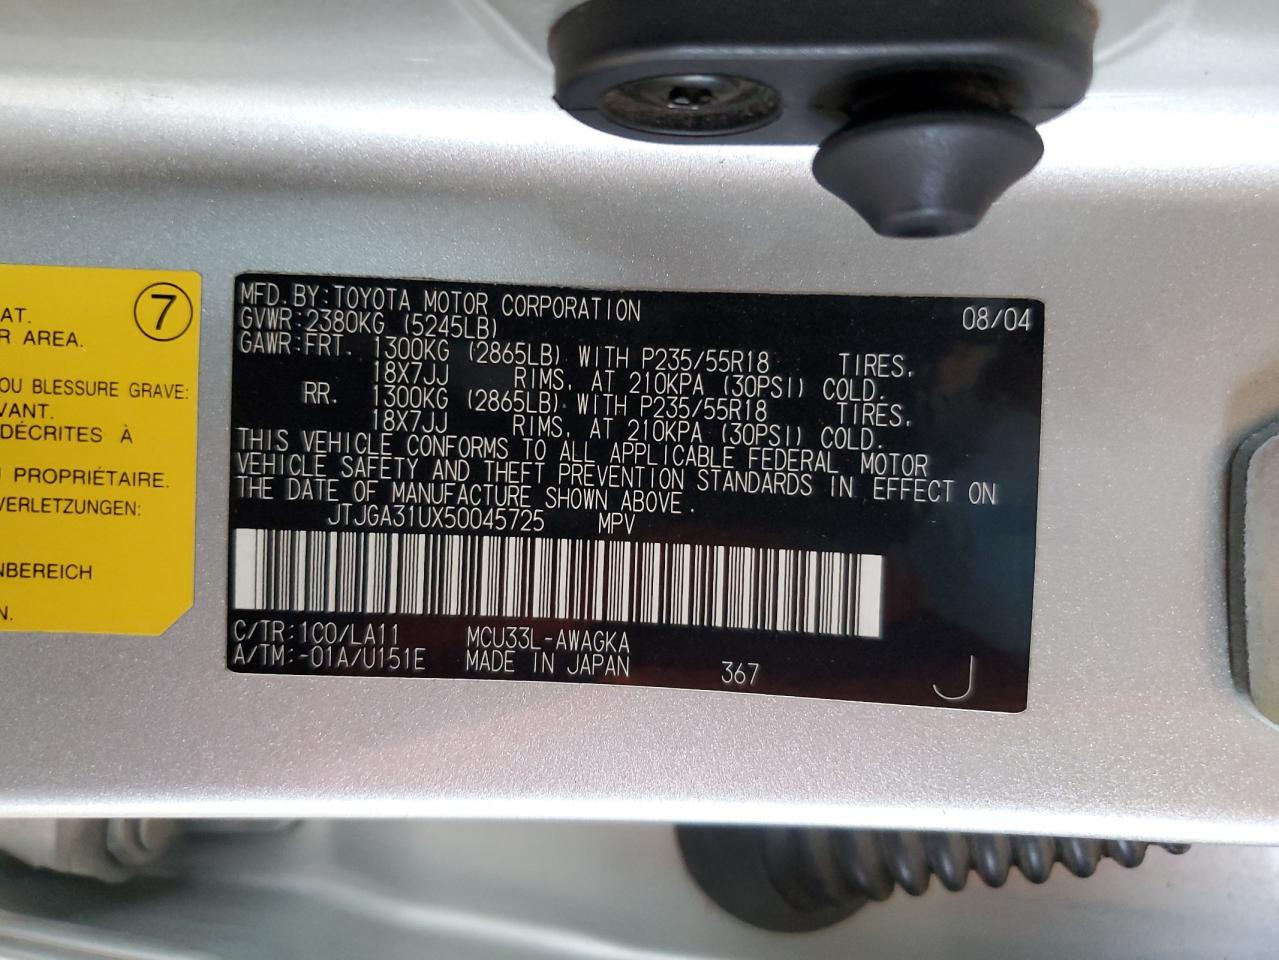 AT.
R AREA.
7
OU BLESSURE GRAVE:
VANT.
DÉCRITES À
PROPRIÉTAIRE.
VERLETZUNGEN:
NBEREICH
N.
MFD.BY:TOYOTA MOTOR CORPORATION 08/04
GVWR:2380KG (5245LB)
GAWR:FRT. 1300KG (2865LB) WITH P235/55R18 TIRES,
18X7JJ RIMS, AT 210KPA (30PSI) COLD.
RR. 1300KG (2865LB) WITH P235/55R18 TIRES,
18X7JJ RIMS, AT 210KPA (30PSI) COLD.
THIS VEHICLE CONFORMS TO ALL APPLICABLE FEDERAL MOTOR
VEHICLE SAFETY AND THEFT PREVENTION STANDARDS IN EFFECT ON
THE DATE OF MANUFACTURE SHOWN ABOVE.
JTJGA31UX50045725 MPV
C/TR:1C0/LA11 MCU33L-AWAGKA
A/TM:-01A/U151E MADE IN JAPAN 367 J